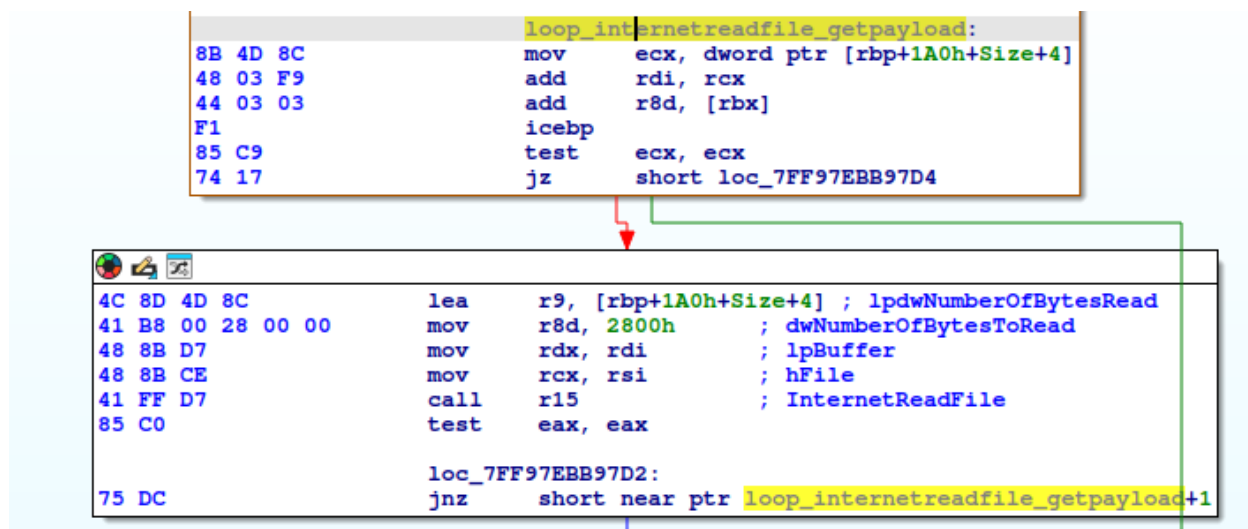 loop_internetreadfile_getpayload:
8B 4D 8C mov ecx, dword ptr [rbp+1A0h+Size+4]
48 03 F9 add rdi, rcx
44 03 03 add r8d, [rbx]
F1 icebp
85 C9 test ecx, ecx
74 17 jz short loc_7FF97EBB97D4
4C 8D 4D 8C lea r9, [rbp+1A0h+Size+4] ; lpdwNumberOfBytesRead
41 B8 00 28 00 00 mov r8d, 2800h ; dwNumberOfBytesToRead
48 8B D7 mov rdx, rdi ; lpBuffer
48 8B CE mov rcx, rsi ; hFile
41 FF D7 call r15 ; InternetReadFile
85 C0 test eax, eax
loc_7FF97EBB97D2:
75 DC jnz short near ptr loop_internetreadfile_getpayload+1